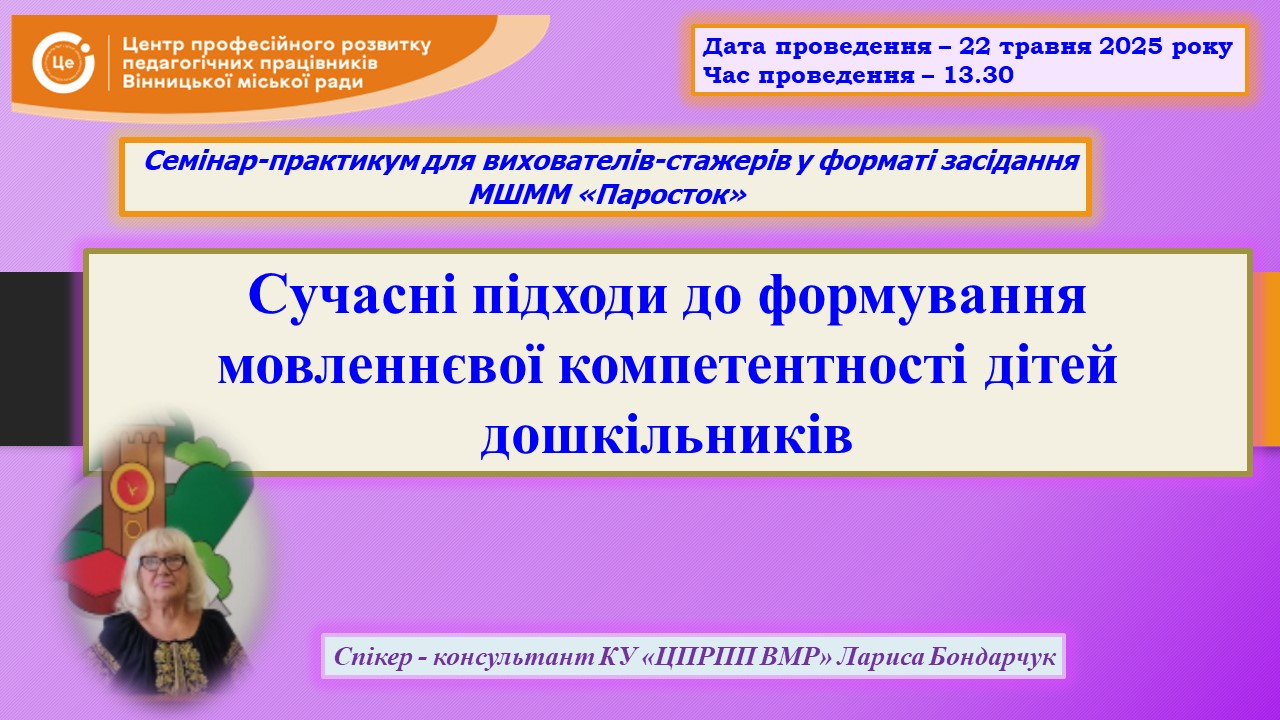 Центр професійного розвитку
педагогічних працівників
Вінницької міської ради
Це
Дата проведення – 22 травня 2025 року
Час проведення – 13.30
Семінар-практикум для вихователів-стажерів у форматі засідання
МШММ «Паросток»
Сучасні підходи до формування
мовленнєвої компетентності дітей
дошкільників
Спікер - консультант КУ «ЦПРПП ВМР» Лариса Бондарчук